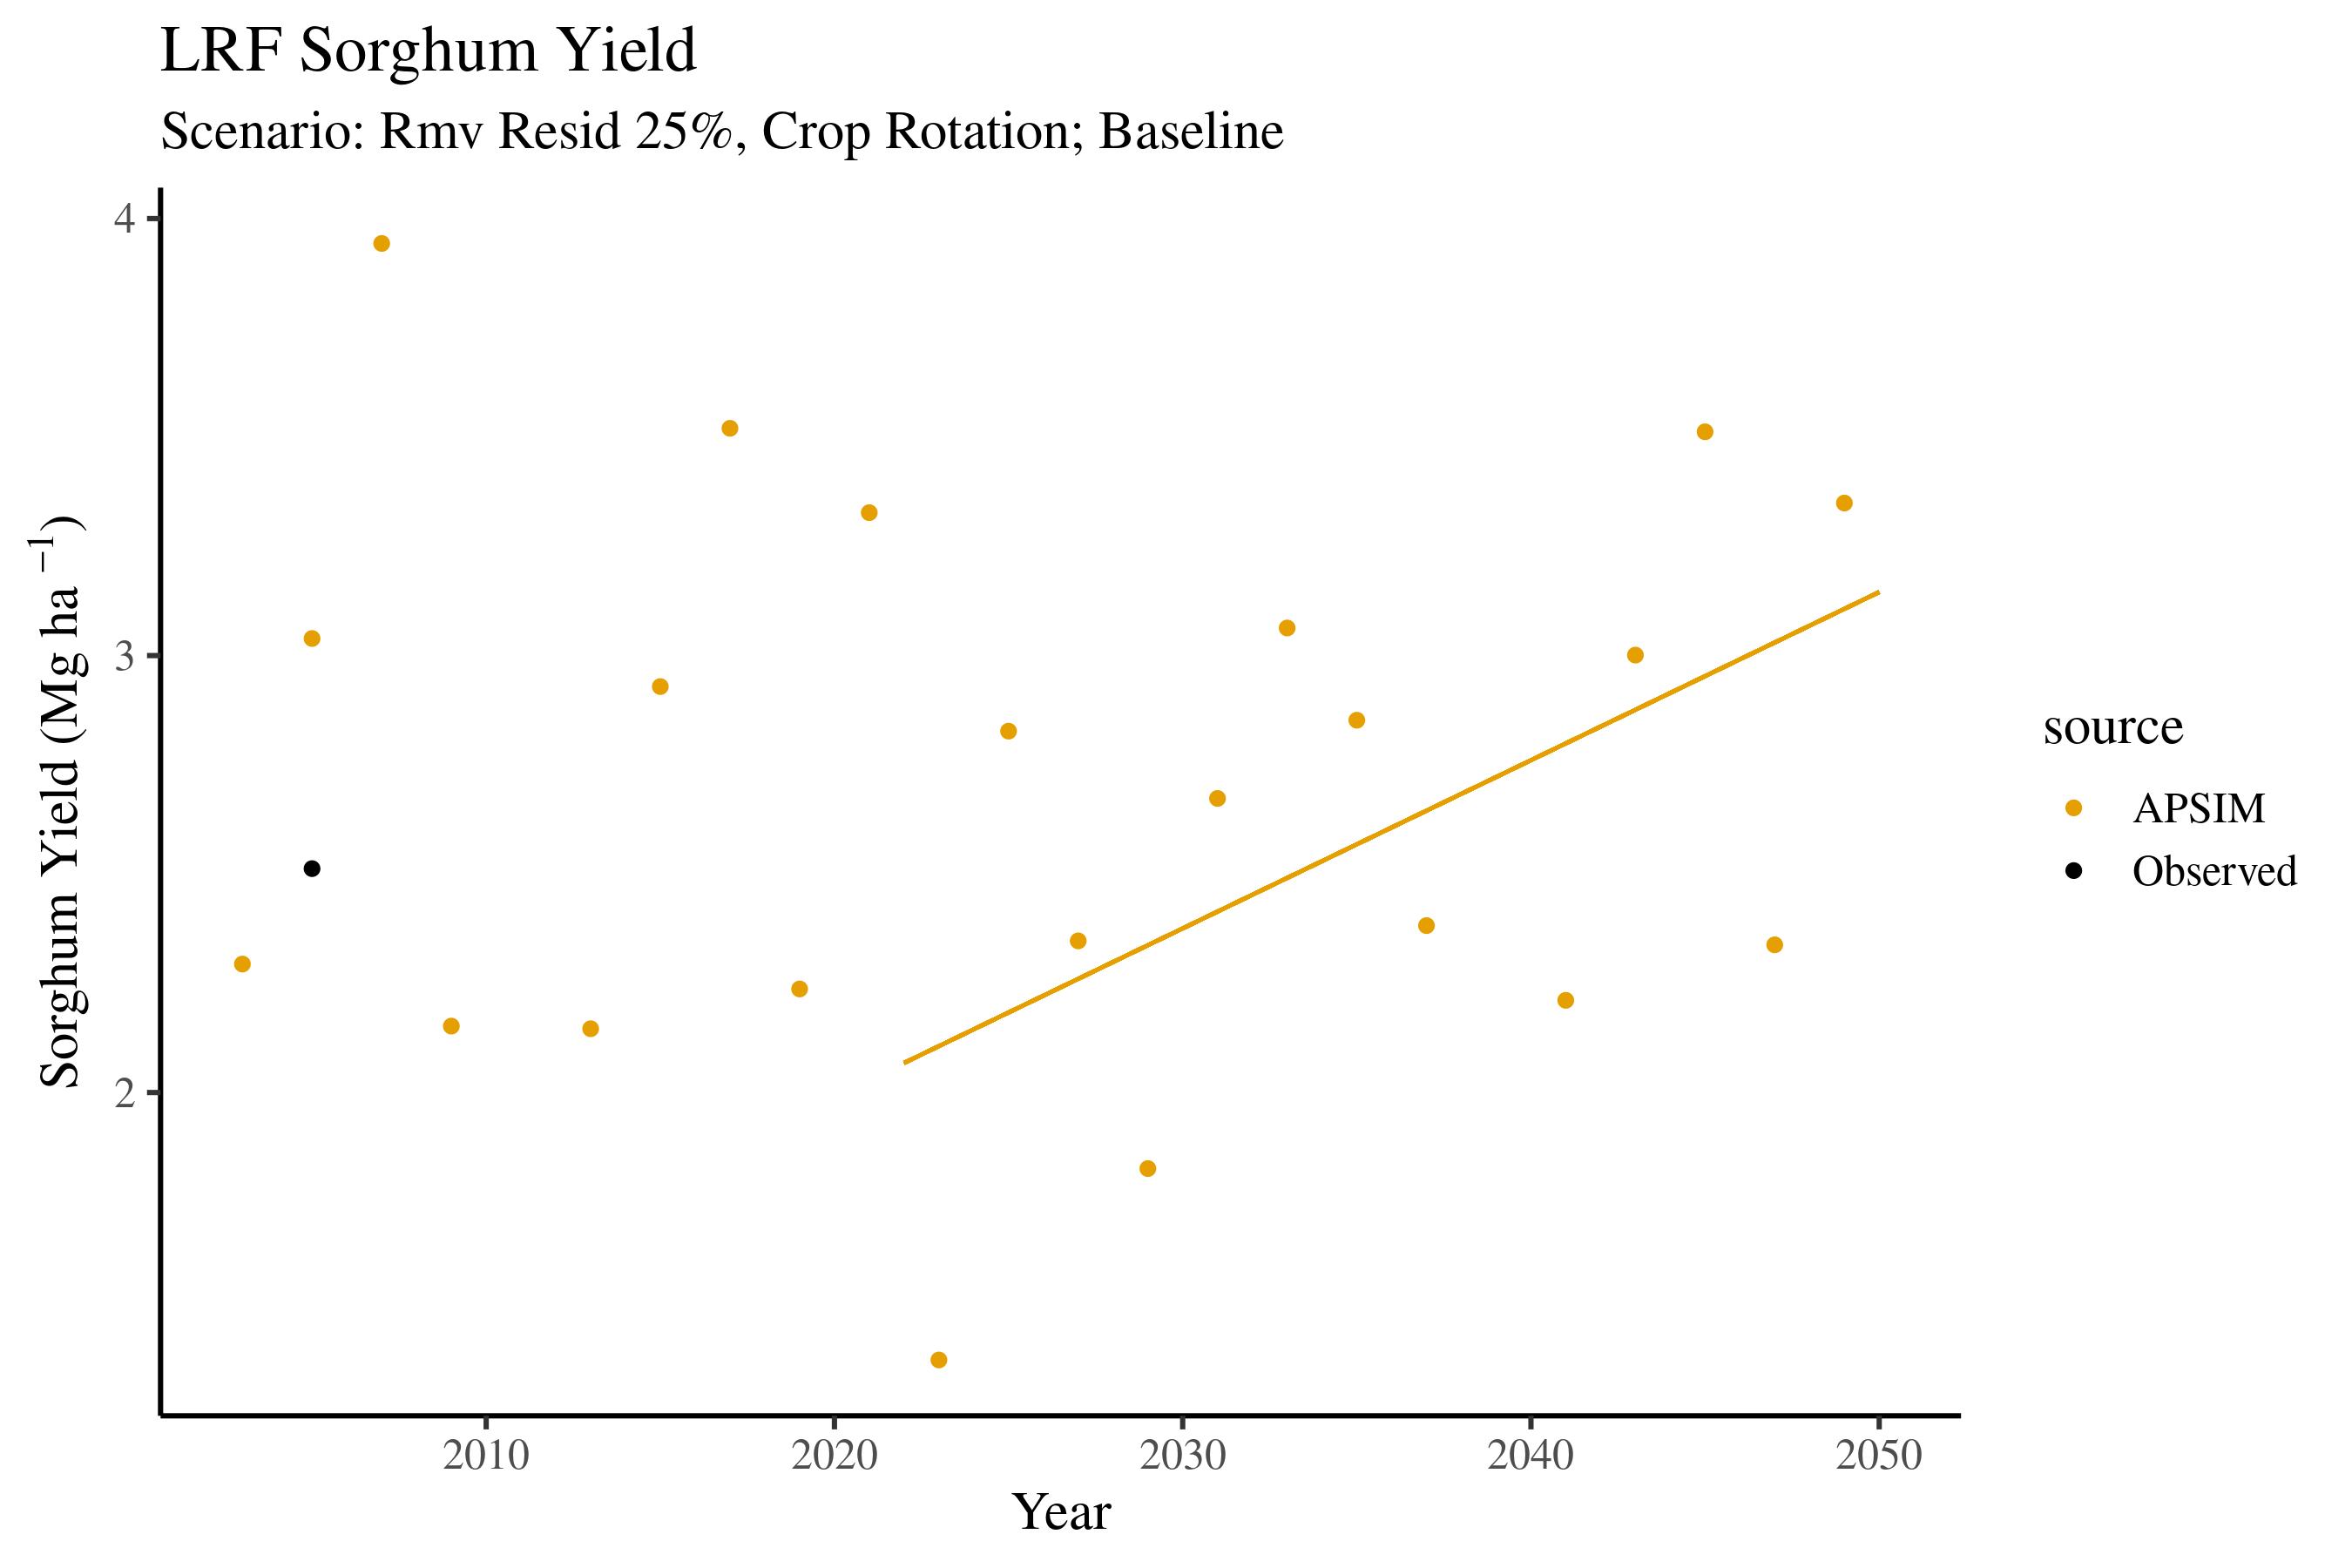 LRF Sorghum Yield
Scenario: Rmv Resid 25%, Crop Rotation; Baseline
Sorghum Yield (Mg ha −1)
4
3
2
2010 2020 2030 2040 2050
Year
source
APSIM
Observed